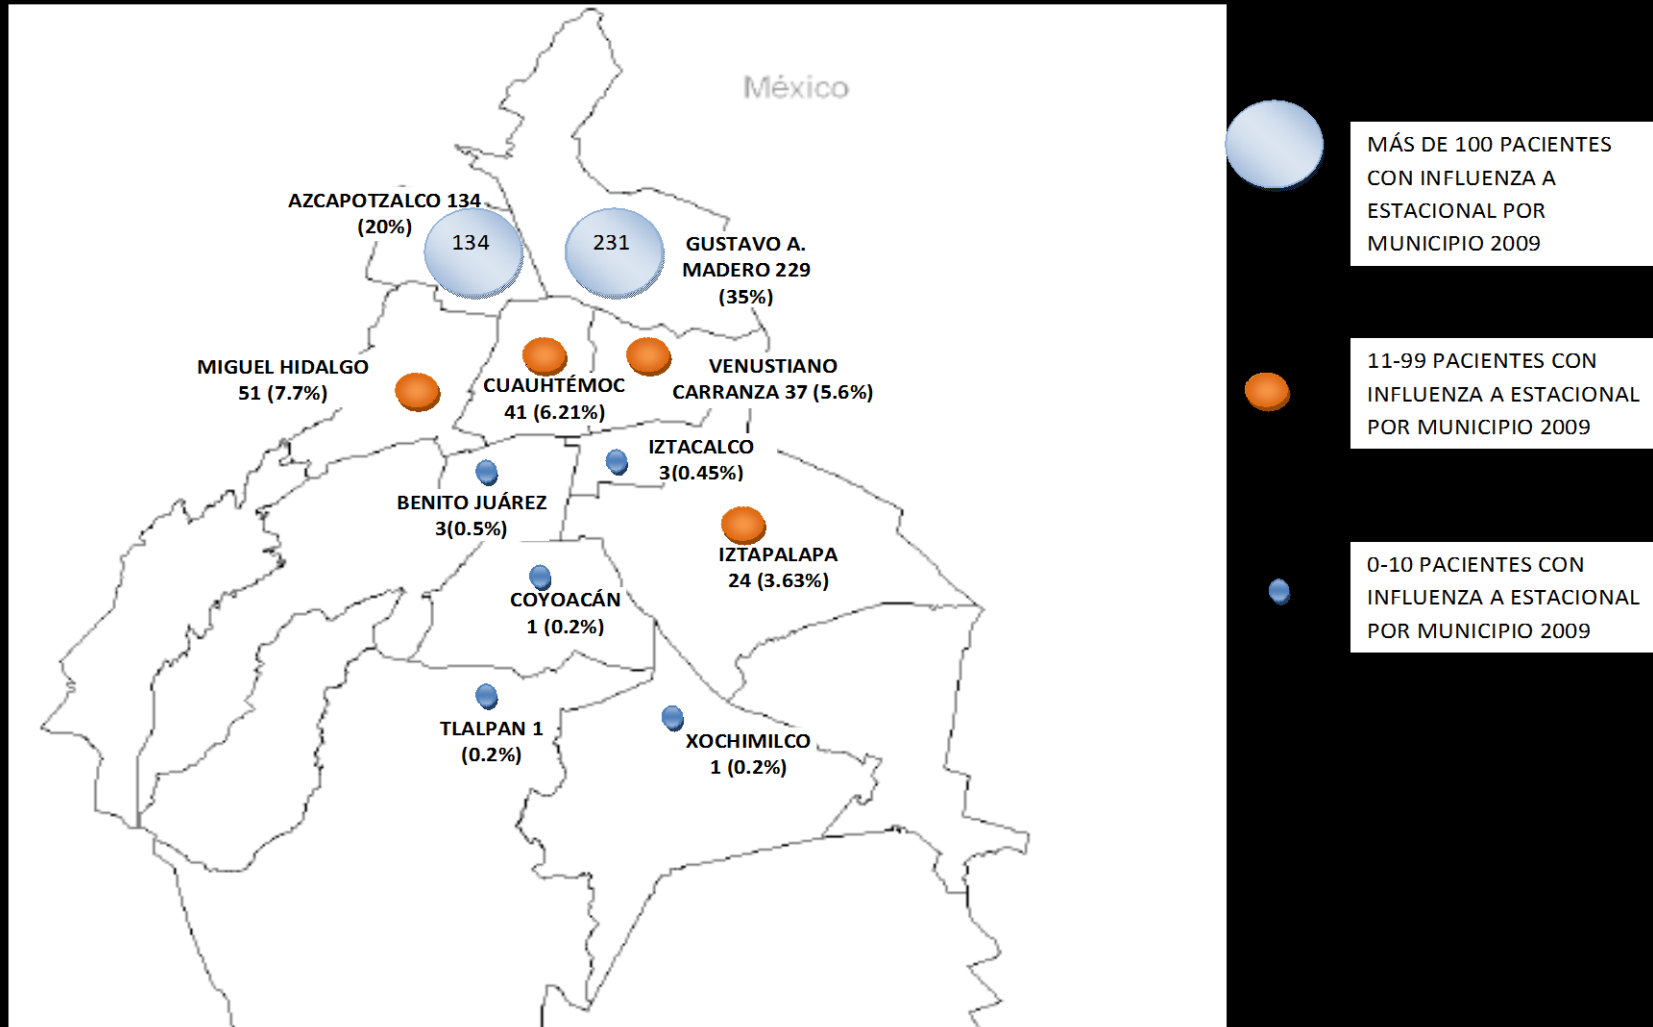 México
AZCAPOTZALCO 134
(20%)
134
231
GUSTAVO A.
MADERO 229
(35%)
MIGUEL HIDALGO
51 (7.7%)
CUAUHTÉMOC
41 (6.21%)
VENUSTIANO
CARRANZA 37 (5.6%)
IZTACALCO
3(0.45%)
BENITO JUÁREZ
3(0.5%)
IZTAPALAPA
24 (3.63%)
COYOACÁN
1 (0.2%)
TLALPAN 1
(0.2%)
XOCHIMILCO
1 (0.2%)
MÁS DE 100 PACIENTES
CON INFLUENZA A
ESTACIONAL POR
MUNICIPIO 2009
11-99 PACIENTES CON
INFLUENZA A ESTACIONAL
POR MUNICIPIO 2009
0-10 PACIENTES CON
INFLUENZA A ESTACIONAL
POR MUNICIPIO 2009